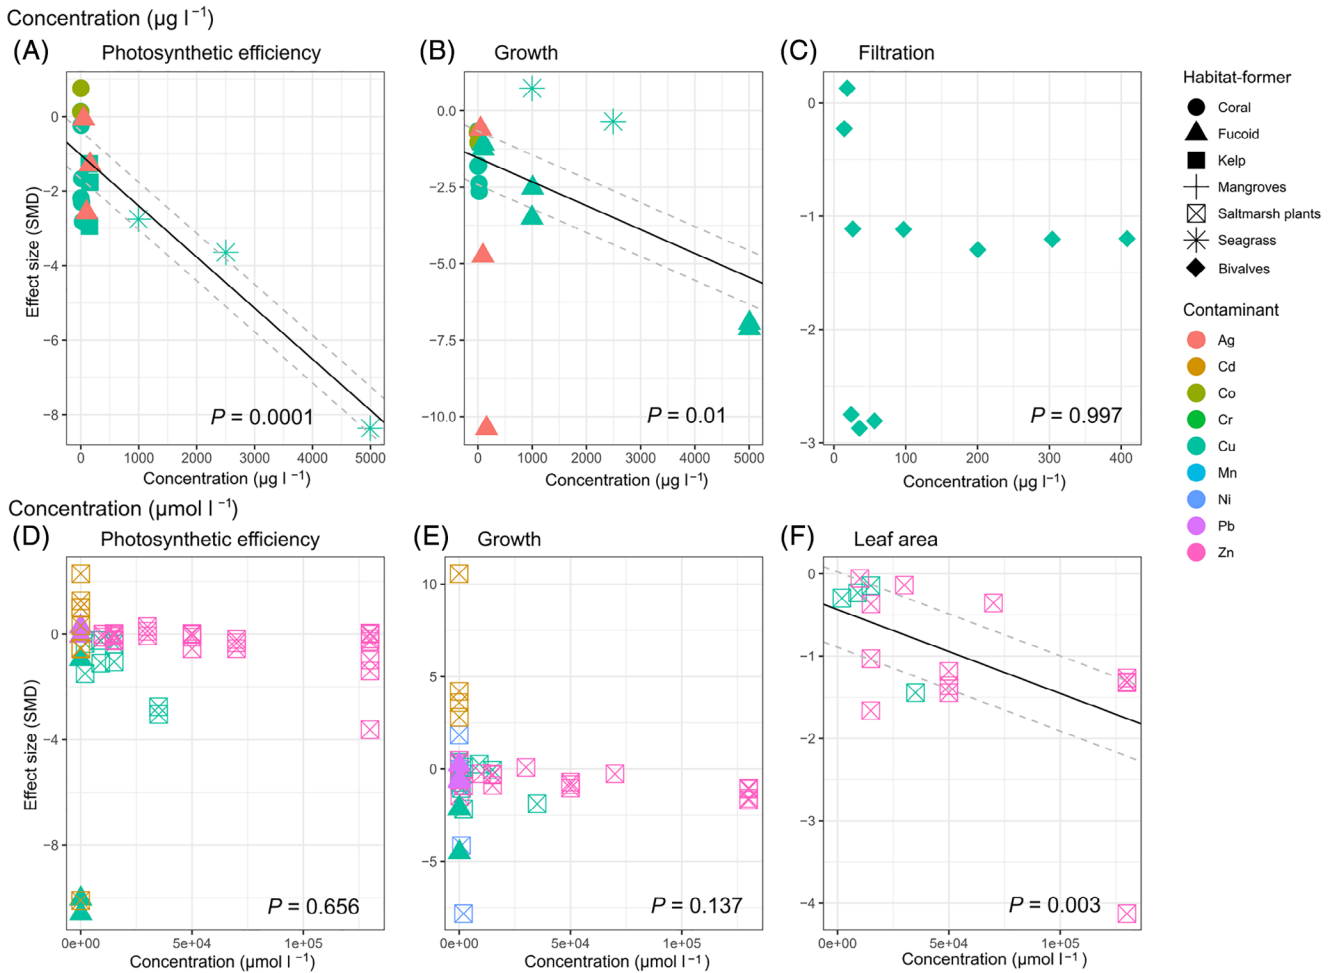 Concentration (µg l⁻¹)
(A) Photosynthetic efficiency
(B) Growth
(C) Filtration
Effect size (SMD)
0
−2
−4
−6
−8
P = 0.0001
0 1000 2000 3000 4000 5000
Concentration (µg l⁻¹)
0.0
−2.5
−5.0
−7.5
−10.0
P = 0.01
0 1000 2000 3000 4000 5000
Concentration (µg l⁻¹)
0
−1
−2
−3
P = 0.997
0 100 200 300 400
Concentration (µg l⁻¹)
Habitat-former
Coral
Fucoid
Kelp
Mangroves
Saltmarsh plants
Seagrass
Bivalves
Contaminant
Ag
Cd
Co
Cr
Cu
Mn
Ni
Pb
Zn
Concentration (µmol l⁻¹)
(D) Photosynthetic efficiency
(E) Growth
(F) Leaf area
Effect size (SMD)
0
−4
−8
P = 0.656
0e+00 5e+04 1e+05
Concentration (µmol l⁻¹)
10
5
0
−5
P = 0.137
0e+00 5e+04 1e+05
Concentration (µmol l⁻¹)
0
−1
−2
−3
−4
P = 0.003
0e+00 5e+04 1e+05
Concentration (µmol l⁻¹)